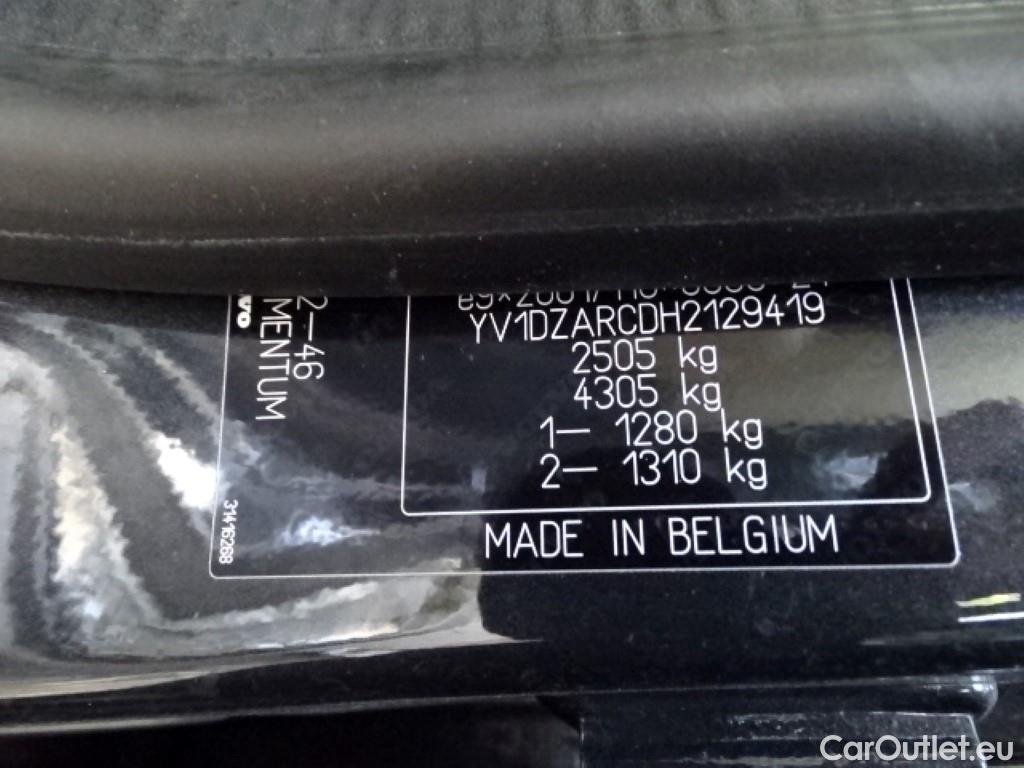 YV1DZARCDH2129419
2505 kg
4305 kg
1– 1280 kg
2– 1310 kg
MADE IN BELGIUM
2–46
MENTUM
31416268
CarOutlet.eu